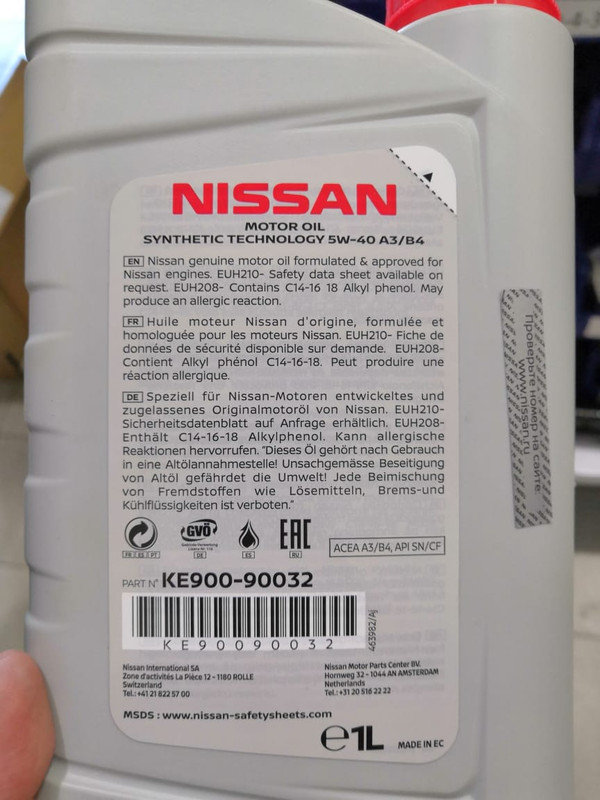 NISSAN
MOTOR OIL
SYNTHETIC TECHNOLOGY 5W-40 A3/B4
EN Nissan genuine motor oil formulated & approved for
Nissan engines. EUH210- Safety data sheet available on
request. EUH208- Contains C14-16 18 Alkyl phenol. May
produce an allergic reaction.
FR Huile moteur Nissan d'origine, formulée et
homologuée pour les moteurs Nissan. EUH210- Fiche de
données de sécurité disponible sur demande. EUH208-
Contient Alkyl phénol C14-16-18. Peut produire une
réaction allergique.
DE Speziell für Nissan-Motoren entwickeltes und
zugelassenes Originalmotoröl von Nissan. EUH210-
Sicherheitsdatenblatt auf Anfrage erhältlich. EUH208-
Enthält C14-16-18 Alkylphenol. Kann allergische
Reaktionen hervorrufen. "Dieses Öl gehört nach Gebrauch
in eine Altölannahmestelle! Unsachgemässe Beseitigung
von Altöl gefährdet die Umwelt! Jede Beimischung
von Fremdstoffen wie Lösemitteln, Brems-und
Kühlflüssigkeiten ist verboten."
GVÖ
EAC
FR ES PT
DE
ES
RU
ACEA A3/B4, API SN/CF
PART N° KE900-90032
KE90090032
463982/AJ
Nissan International SA
Zone d'activités La Pièce 12 - 1180 ROLLE
Switzerland
Tel.: +41 21 822 57 00
Nissan Motor Parts Center BV.
Hornweg 32 - 1044 AN AMSTERDAM
Netherlands
Tel.: +31 20 516 22 22
MSDS : www.nissan-safetysheets.com
e 1L
MADE IN EC
Проверьте номер на сайте:
www.nissan.ru